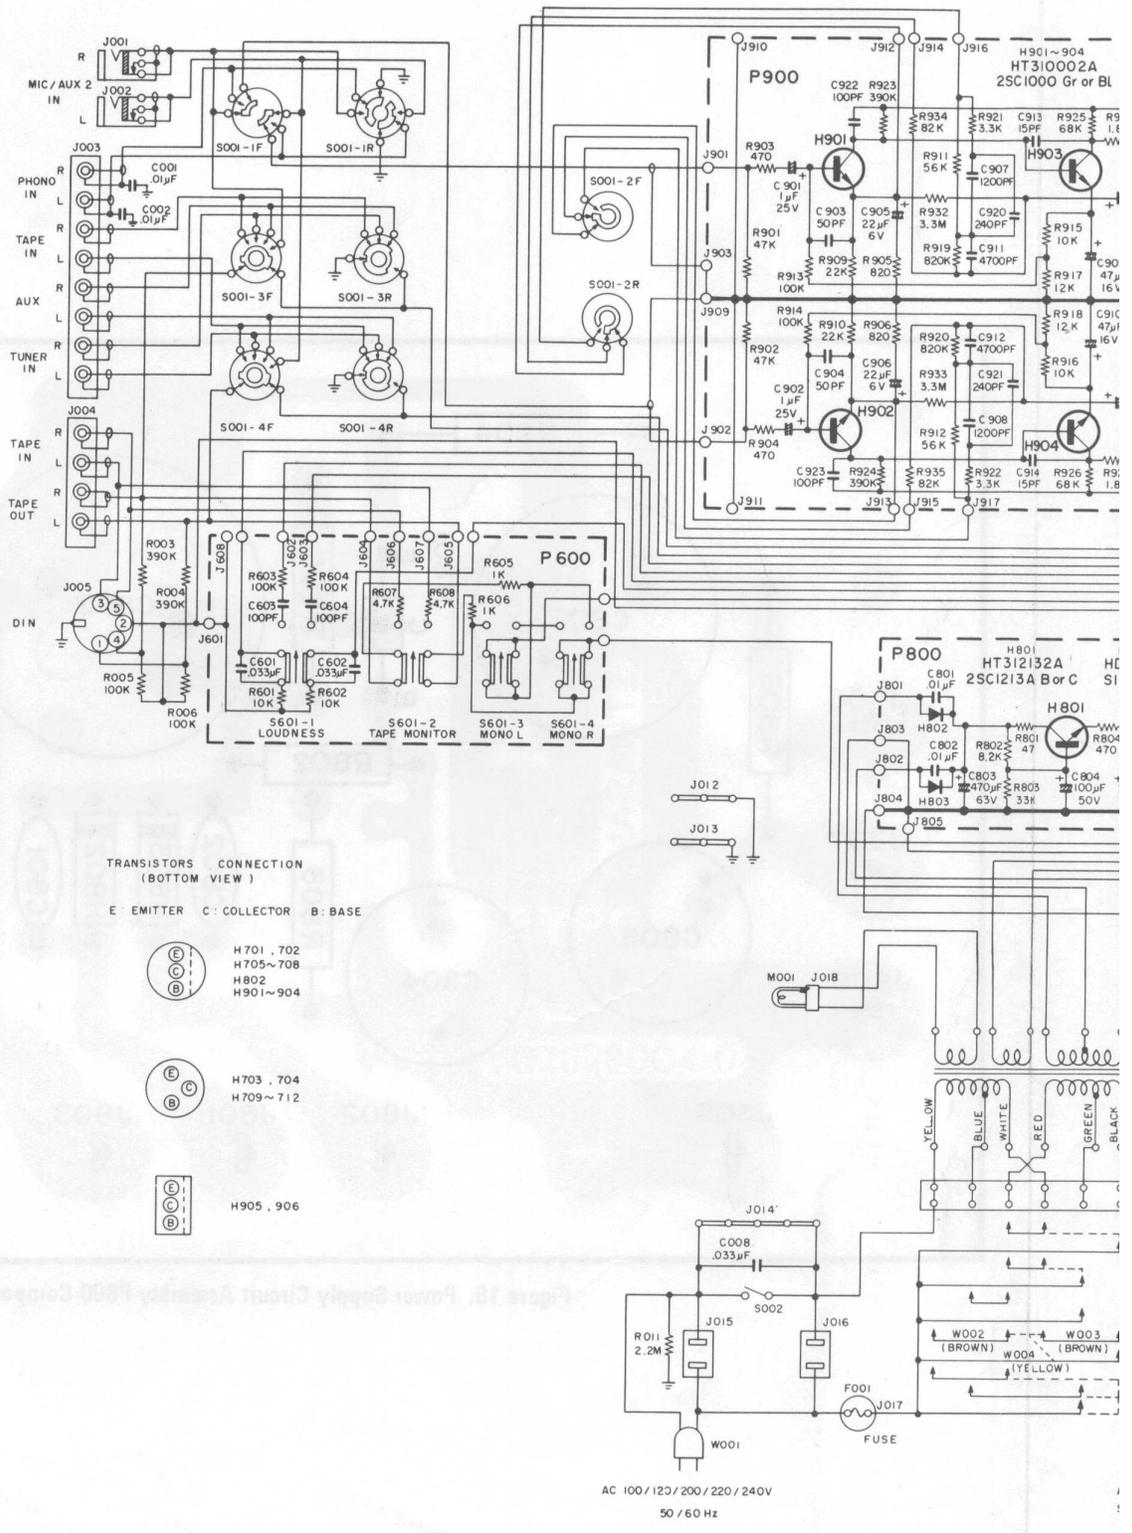 J001
R
MIC/AUX 2
IN
J002
L
J003
R
PHONO
IN
L
C001
.01µF
C002
.01µF
R
TAPE
IN
L
R
AUX
L
R
TUNER
IN
L
J004
R
TAPE
IN
L
R
TAPE
OUT
L
J005
DIN
3
5
2
1
4
R003
390K
R004
390K
R005
100K
R006
100K
S001-1F
S001-1R
S001-2F
S001-2R
S001-3F
S001-3R
S001-4F
S001-4R
P600
J608
J602
J603
J604
J606
J607
J605
J601
R603
100K
R604
100K
C603
100PF
C604
100PF
R607
4.7K
R608
4.7K
R605
1K
R606
1K
C601
.033µF
C602
.033µF
R601
10K
R602
10K
S601-1
LOUDNESS
S601-2
TAPE MONITOR
S601-3
MONO L
S601-4
MONO R
P900
J910
J912
J914
J916
H901~904
HT310002A
2SC1000 Gr or BL
J901
J903
J909
J902
J911
J913
J915
J917
R903
470
C901
1µF
25V
H901
C922
100PF
R923
390K
R934
82K
R921
3.3K
C913
15PF
R925
68K
H903
R911
56K
C907
1200PF
R901
47K
C903
50PF
C905
22µF
6V
R932
3.3M
C920
240PF
R915
10K
R913
100K
R909
22K
R905
820
R919
820K
C911
4700PF
R917
12K
R914
100K
R910
22K
R906
820
R920
820K
C912
4700PF
R918
12K
R902
47K
C904
50PF
C906
22µF
6V
R933
3.3M
C921
240PF
R916
10K
C902
1µF
25V
R904
470
H902
R912
56K
C908
1200PF
H904
C923
100PF
R924
390K
R935
82K
R922
3.3K
C914
15PF
R926
68K
P800
H801
HT312132A
2SC1213A B or C
J801
J803
J802
J804
J805
C801
.01µF
H802
C802
.01µF
H803
C803
470µF
63V
R802
8.2K
R801
47
R803
33K
H801
R804
470
C804
100µF
50V
J012
J013
TRANSISTORS CONNECTION
(BOTTOM VIEW)
E: EMITTER C: COLLECTOR B: BASE
E
C
B
H701, 702
H705~708
H802
H901~904
E
C
B
H703, 704
H709~712
E
C
B
H905, 906
M001 J018
YELLOW
BLUE
WHITE
RED
GREEN
BLACK
J014
C008
.033µF
S002
R011
2.2M
J015
J016
F001
J017
FUSE
W001
AC 100/120/200/220/240V
50/60 Hz
W002
(BROWN)
W003
(BROWN)
W004
(YELLOW)